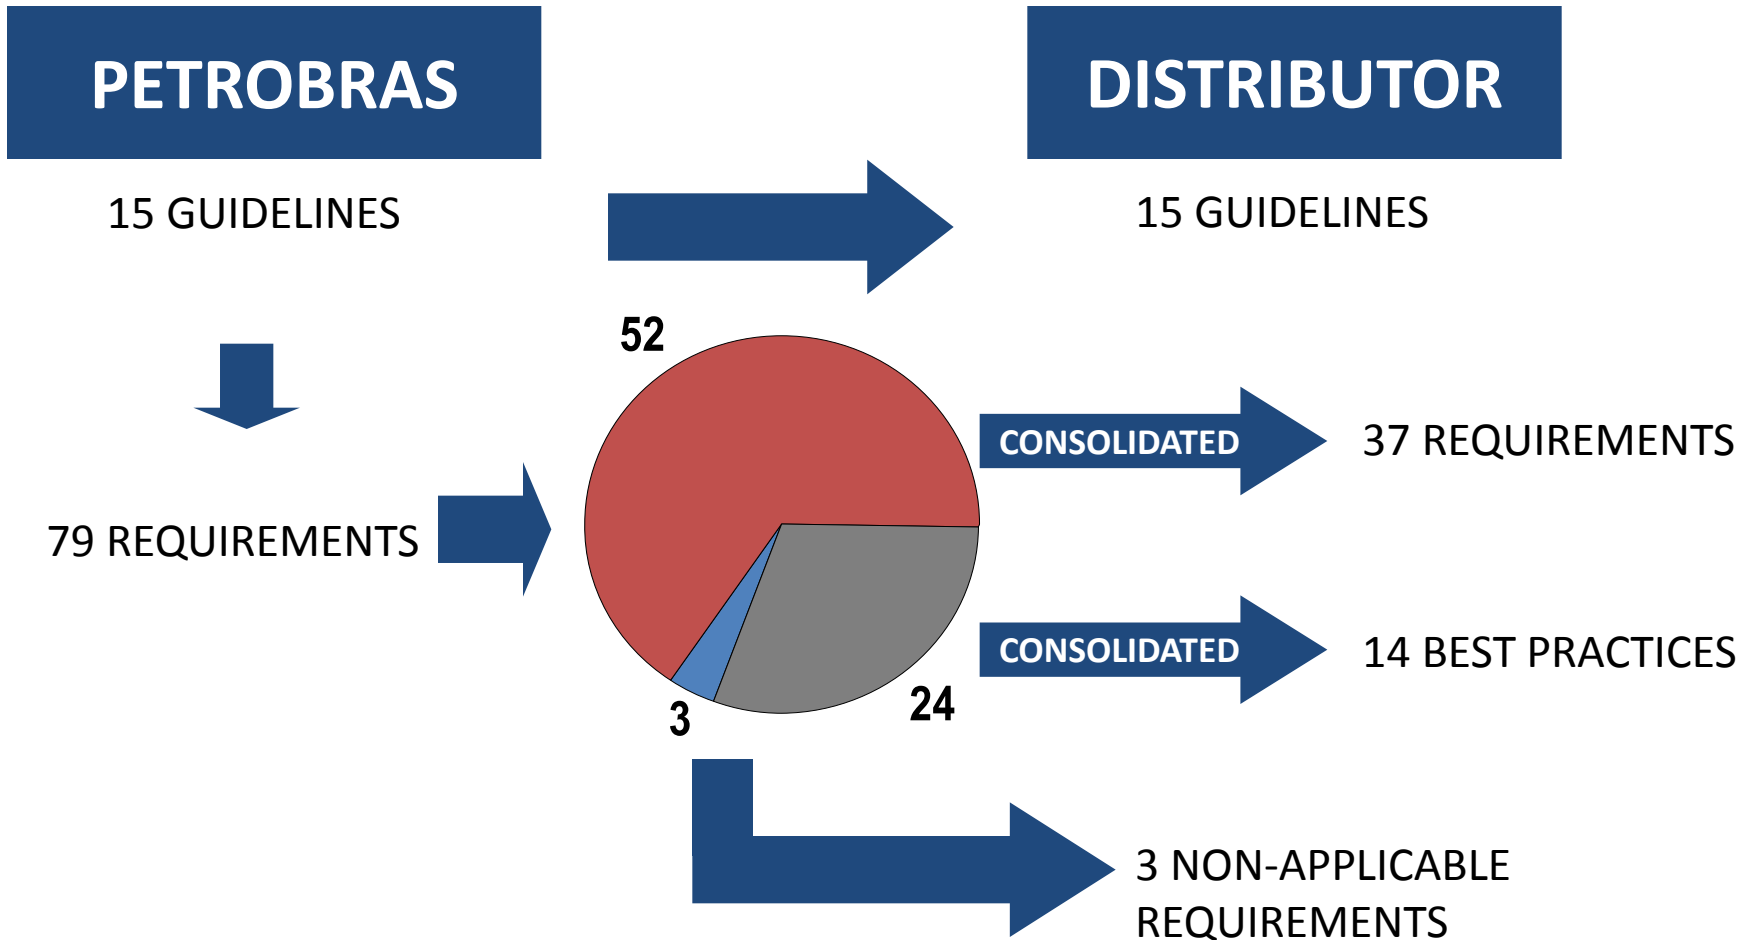 PETROBRAS
DISTRIBUTOR
15 GUIDELINES
15 GUIDELINES
52
CONSOLIDATED
37 REQUIREMENTS
79 REQUIREMENTS
CONSOLIDATED
14 BEST PRACTICES
24
3
3 NON-APPLICABLE
REQUIREMENTS